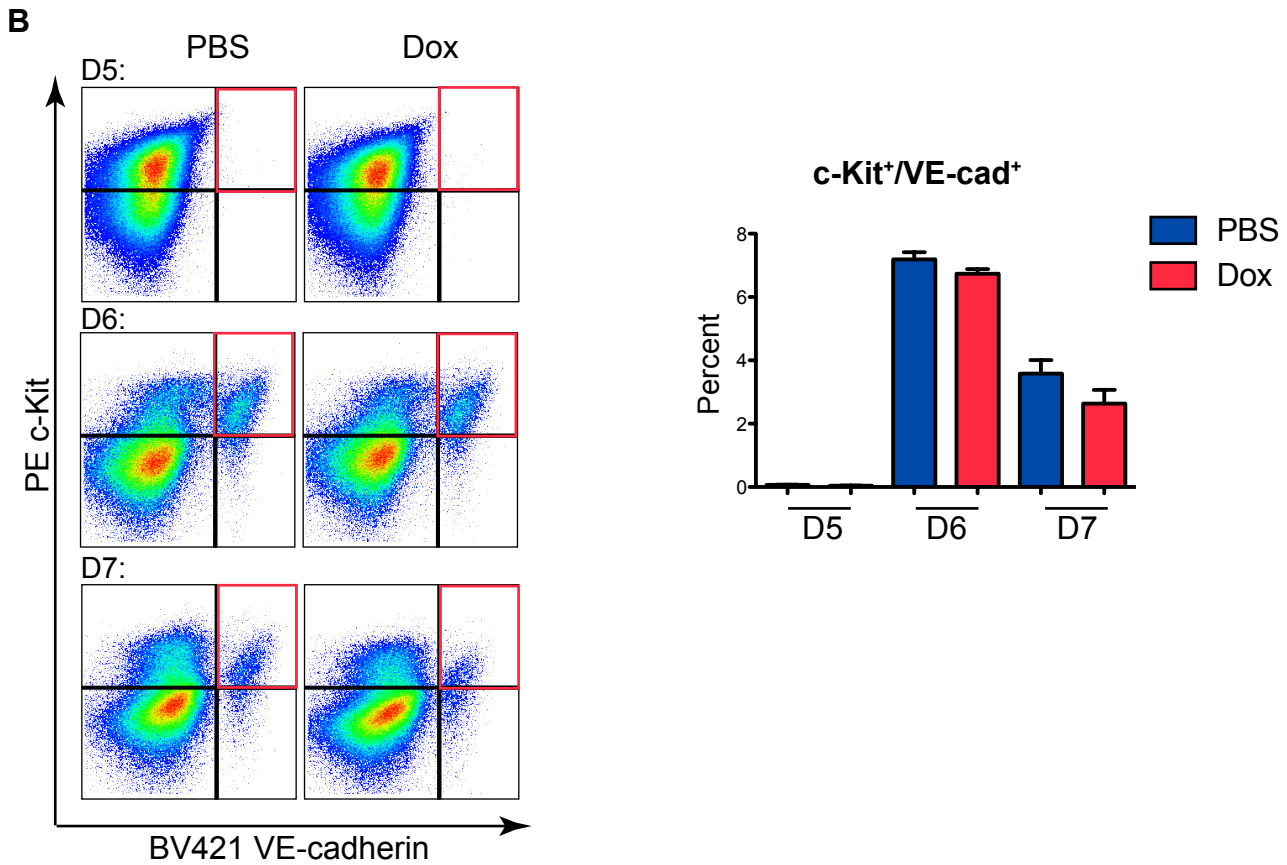 B
PBS Dox
D5:
D6:
D7:
PE c-Kit
BV421 VE-cadherin
c-Kit⁺/VE-cad⁺
PBS
Dox
Percent
8
6
4
2
0
D5 D6 D7